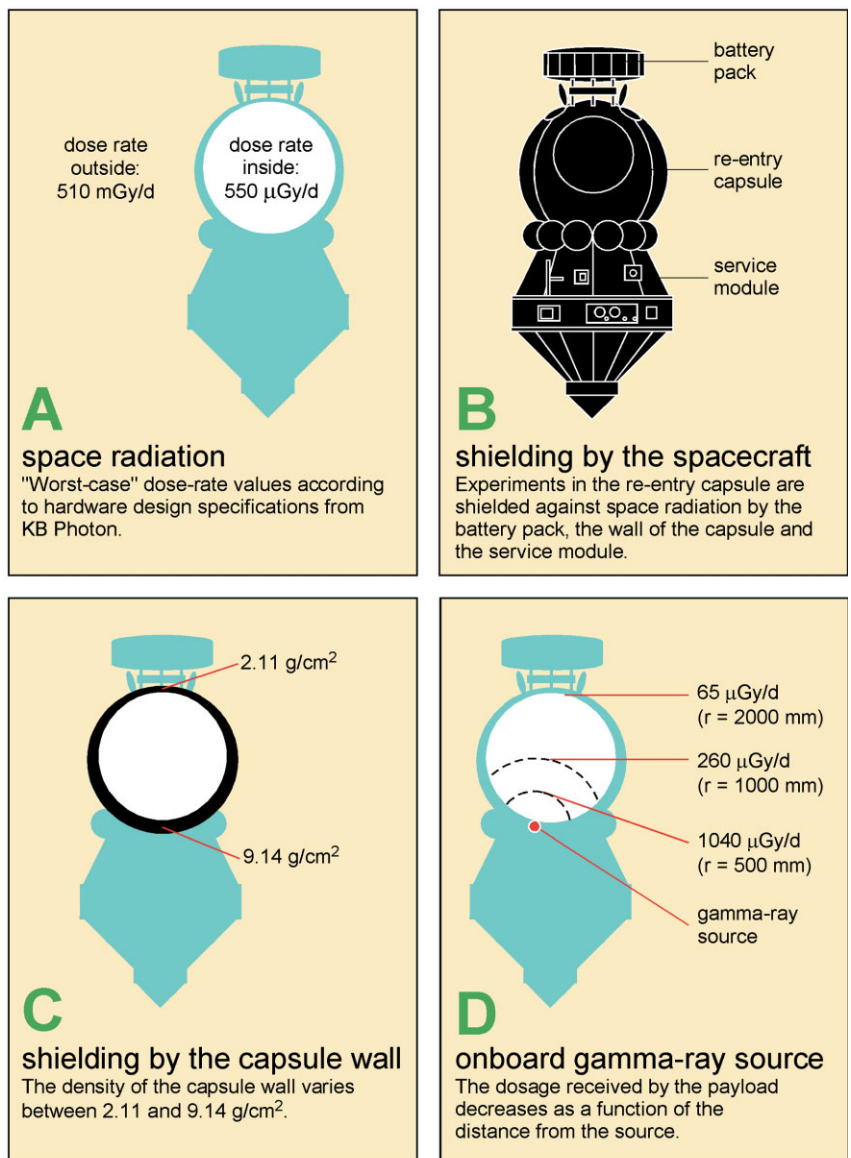 dose rate
outside:
510 mGy/d
dose rate
inside:
550 μGy/d
A
space radiation
"Worst-case" dose-rate values according
to hardware design specifications from
KB Photon.
battery
pack
re-entry
capsule
service
module
B
shielding by the spacecraft
Experiments in the re-entry capsule are
shielded against space radiation by the
battery pack, the wall of the capsule and
the service module.
2.11 g/cm²
9.14 g/cm²
C
shielding by the capsule wall
The density of the capsule wall varies
between 2.11 and 9.14 g/cm².
65 μGy/d
(r = 2000 mm)
260 μGy/d
(r = 1000 mm)
1040 μGy/d
(r = 500 mm)
gamma-ray
source
D
onboard gamma-ray source
The dosage received by the payload
decreases as a function of the
distance from the source.